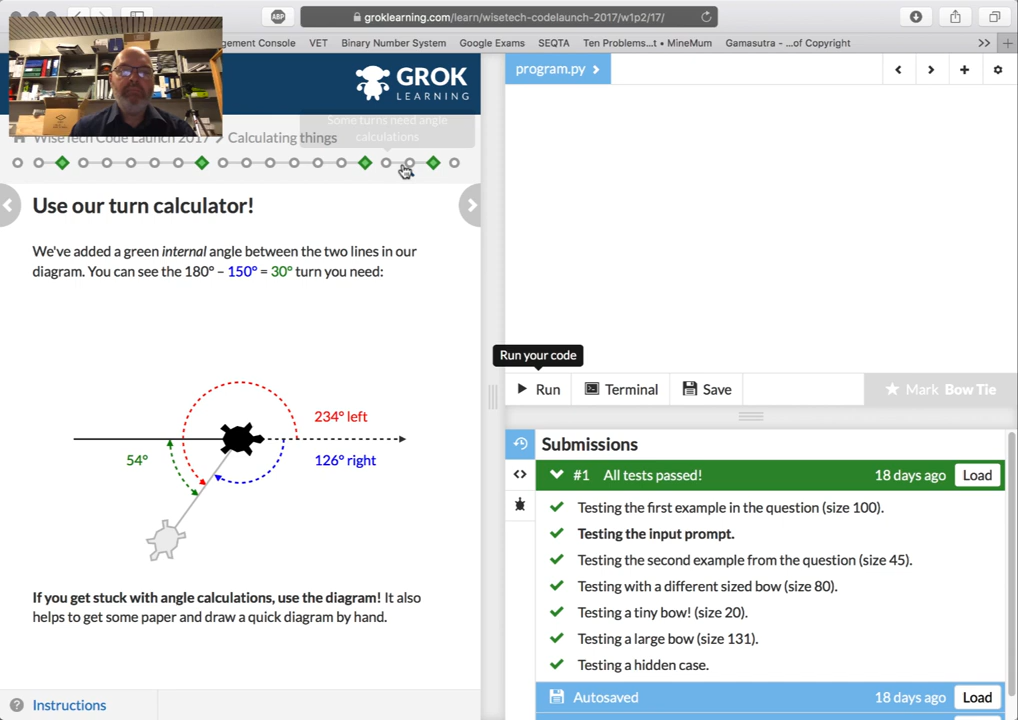 ABP
groklearning.com/learn/wisetech-codelaunch-2017/w1p2/17/
gement Console VET Binary Number System Google Exams SEQTA Ten Problems...t • MineMum Gamasutra - ...of Copyright >> +
GROK
LEARNING
program.py
Some turns need angle
calculations
WiseTech Code Launch 2017 > Calculating things
Use our turn calculator!
We've added a green internal angle between the two lines in our
diagram. You can see the 180° – 150° = 30° turn you need:
234° left
54°
126° right
If you get stuck with angle calculations, use the diagram! It also
helps to get some paper and draw a quick diagram by hand.
? Instructions
Run your code
Run Terminal Save Mark Bow Tie
Submissions
#1 All tests passed! 18 days ago Load
Testing the first example in the question (size 100).
Testing the input prompt.
Testing the second example from the question (size 45).
Testing with a different sized bow (size 80).
Testing a tiny bow! (size 20).
Testing a large bow (size 131).
Testing a hidden case.
Autosaved 18 days ago Load